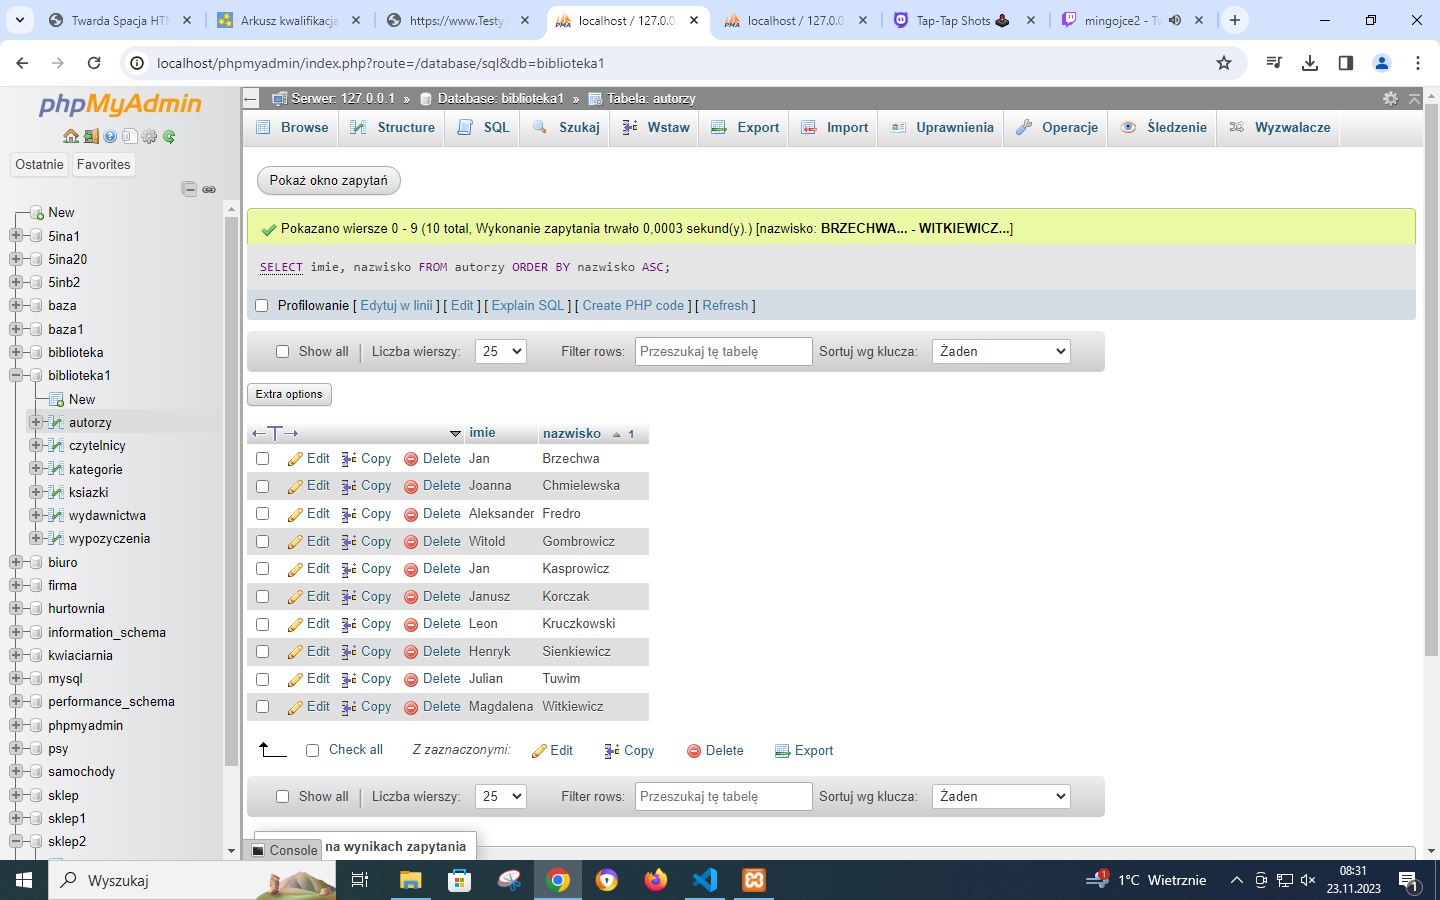 Twarda Spacja HTM
Arkusz kwalifikacja
https://www.Testy.
localhost / 127.0.0.
localhost / 127.0.0.
Tap-Tap Shots
mingojce2 - Tw
localhost/phpmyadmin/index.php?route=/database/sql&db=biblioteka1
phpMyAdmin
Ostatnie Favorites
New
5ina1
5ina20
5inb2
baza
baza1
biblioteka
biblioteka1
New
autorzy
czytelnicy
kategorie
ksiazki
wydawnictwa
wypozyczenia
biuro
firma
hurtownia
information_schema
kwiaciarnia
mysql
performance_schema
phpmyadmin
psy
samochody
sklep
sklep1
sklep2
Serwer: 127.0.0.1 » Database: biblioteka1 » Tabela: autorzy
Browse Structure SQL Szukaj Wstaw Export Import Uprawnienia Operacje Śledzenie Wyzwalacze
Pokaż okno zapytań
Pokazano wiersze 0 - 9 (10 total, Wykonanie zapytania trwało 0,0003 sekund(y).) [nazwisko: BRZECHWA... - WITKIEWICZ...]
SELECT imie, nazwisko FROM autorzy ORDER BY nazwisko ASC;
Profilowanie [ Edytuj w linii ] [ Edit ] [ Explain SQL ] [ Create PHP code ] [ Refresh ]
Show all Liczba wierszy: 25 Filter rows: Przeszukaj tę tabelę Sortuj wg klucza: Żaden
Extra options
imie nazwisko 1
Edit Copy Delete Jan Brzechwa
Edit Copy Delete Joanna Chmielewska
Edit Copy Delete Aleksander Fredro
Edit Copy Delete Witold Gombrowicz
Edit Copy Delete Jan Kasprowicz
Edit Copy Delete Janusz Korczak
Edit Copy Delete Leon Kruczkowski
Edit Copy Delete Henryk Sienkiewicz
Edit Copy Delete Julian Tuwim
Edit Copy Delete Magdalena Witkiewicz
Check all Z zaznaczonymi: Edit Copy Delete Export
Show all Liczba wierszy: 25 Filter rows: Przeszukaj tę tabelę Sortuj wg klucza: Żaden
Console na wynikach zapytania
Wyszukaj
1 1°C Wietrznie
08:31
23.11.2023
1